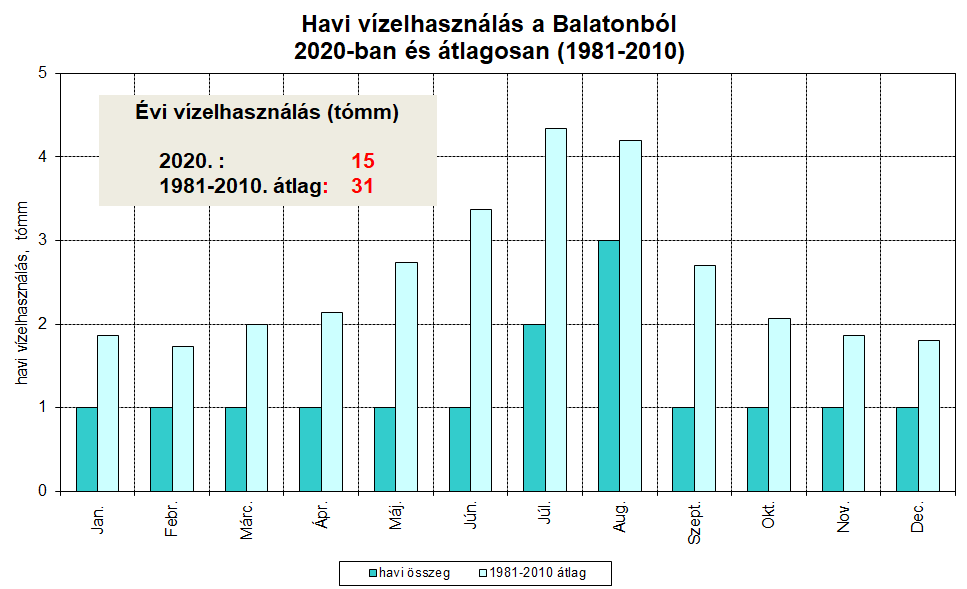 Havi vízelhasználás a Balatonból
2020-ban és átlagosan (1981-2010)
5
4
3
2
1
0
havi vízelhasználás, tómm
Évi vízelhasználás (tómm)
2020. : 15
1981-2010. átlag: 31
Jan.
Febr.
Márc.
Ápr.
Máj.
Jún.
Júl.
Aug.
Szept.
Okt.
Nov.
Dec.
havi összeg 1981-2010 átlag